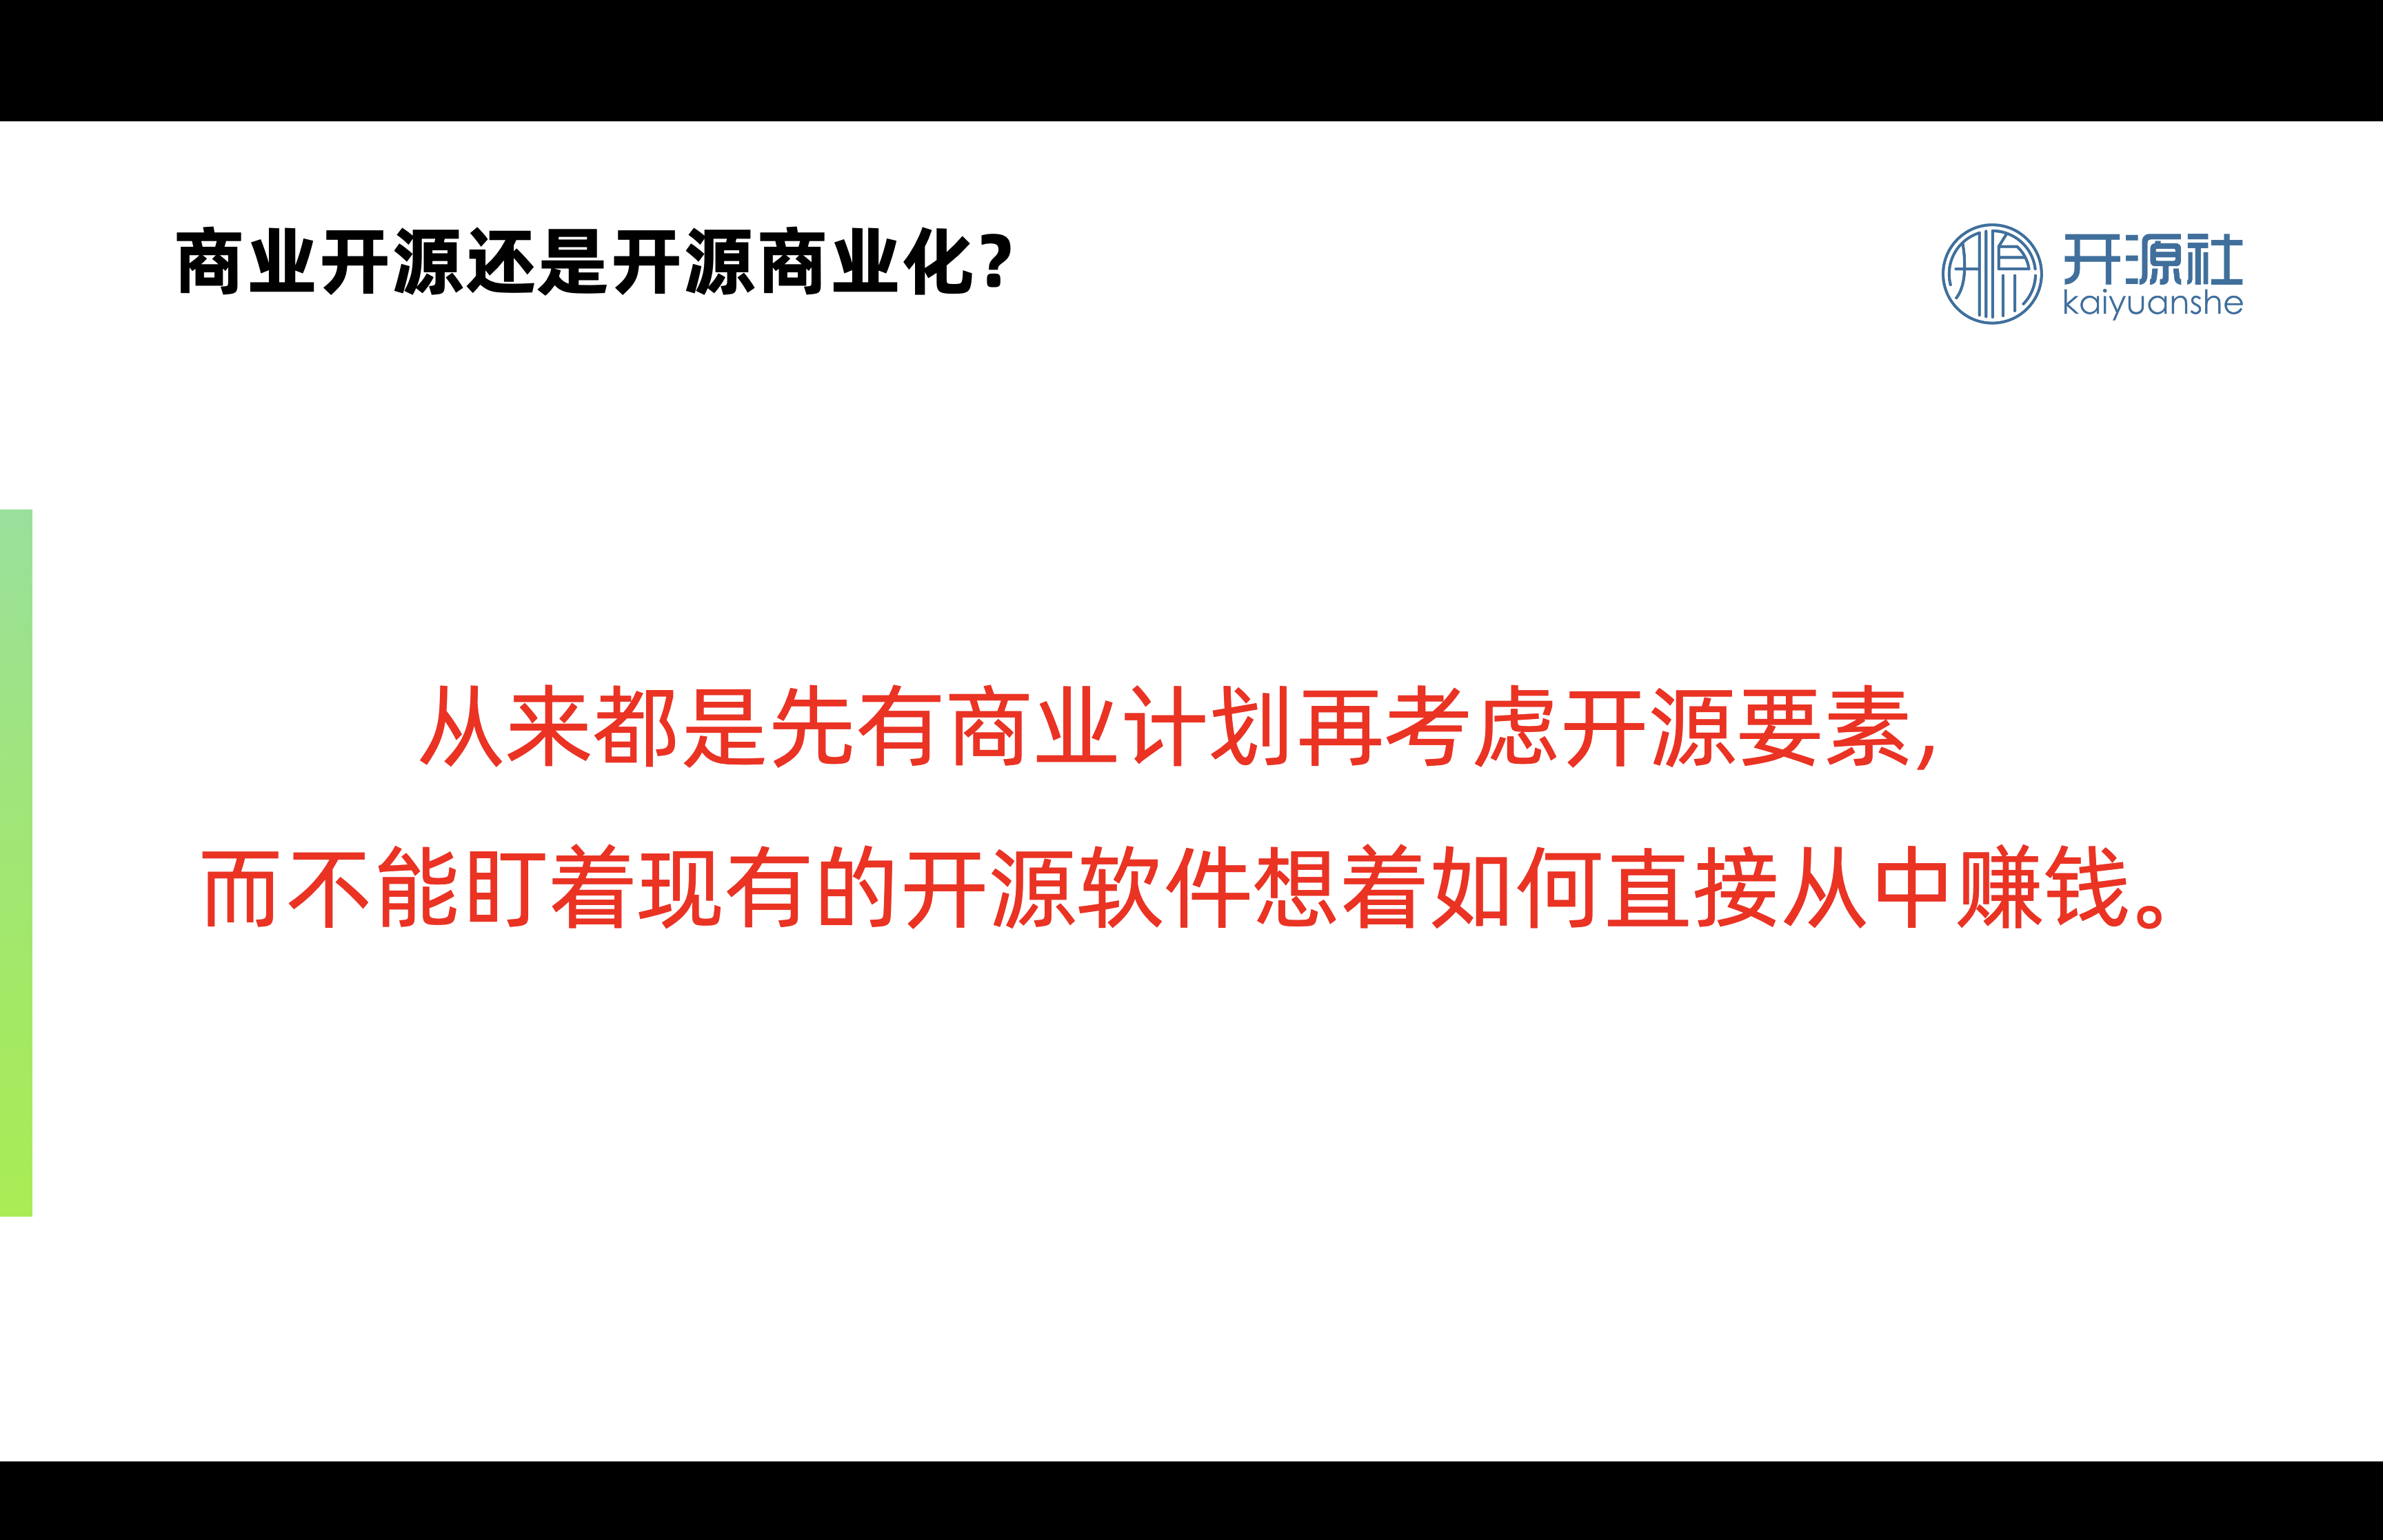 商业开源还是开源商业化?
开源社
kaiyuanshe
从来都是先有商业计划再考虑开源要素，
而不能盯着现有的开源软件想着如何直接从中赚钱。